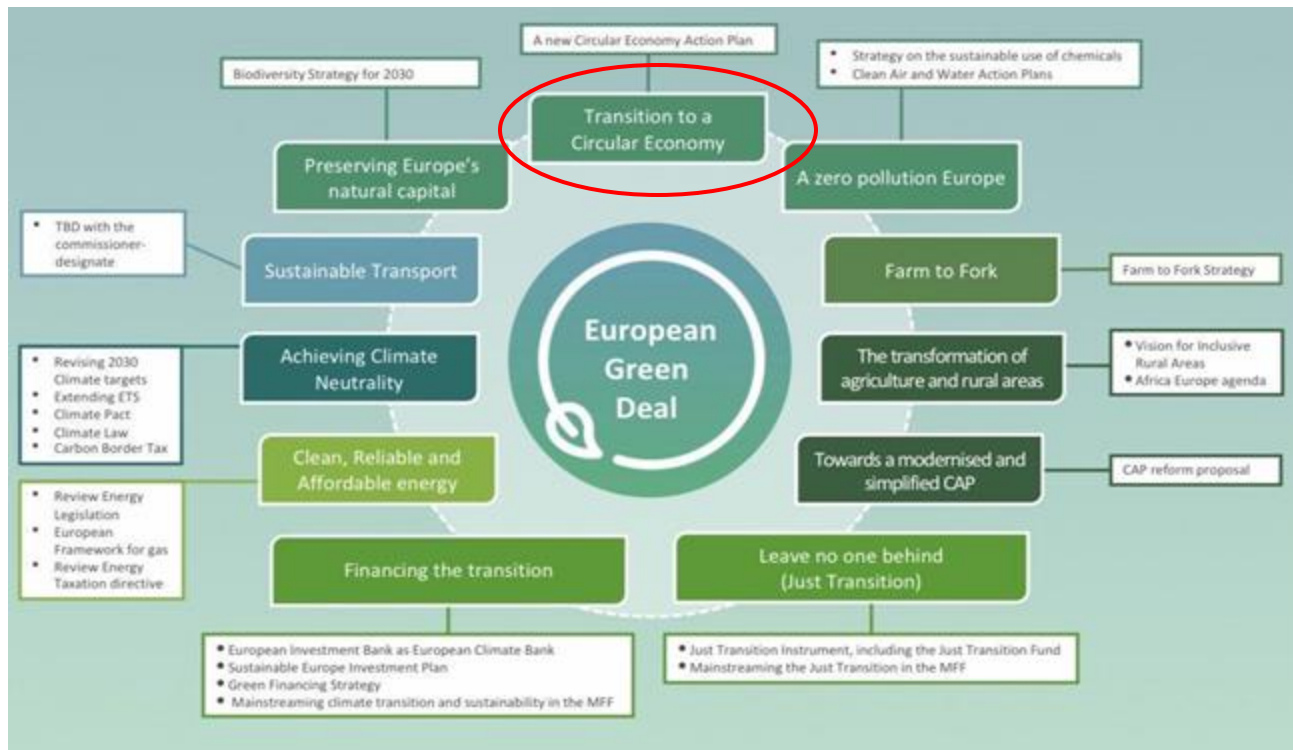 A new Circular Economy Action Plan
Transition to a
Circular Economy
▪ Strategy on the sustainable use of chemicals
▪ Clean Air and Water Action Plans
A zero pollution Europe
Biodiversity Strategy for 2030
Preserving Europe's
natural capital
▪ TBD with the
commissioner-
designate
Sustainable Transport
Farm to Fork
Farm to Fork Strategy
European
Green
Deal
▪ Revising 2030
Climate targets
▪ Extending ETS
▪ Climate Pact
▪ Climate Law
▪ Carbon Border Tax
Achieving Climate
Neutrality
The transformation of
agriculture and rural areas
● Vision for Inclusive
Rural Areas
● Africa Europe agenda
▪ Review Energy
Legislation
▪ European
Framework for gas
▪ Review Energy
Taxation directive
Clean, Reliable and
Affordable energy
Towards a modernised and
simplified CAP
CAP reform proposal
Financing the transition
● European Investment Bank as European Climate Bank
● Sustainable Europe Investment Plan
● Green Financing Strategy
● Mainstreaming climate transition and sustainability in the MFF
Leave no one behind
(Just Transition)
● Just Transition Instrument, including the Just Transition Fund
● Mainstreaming the Just Transition in the MFF